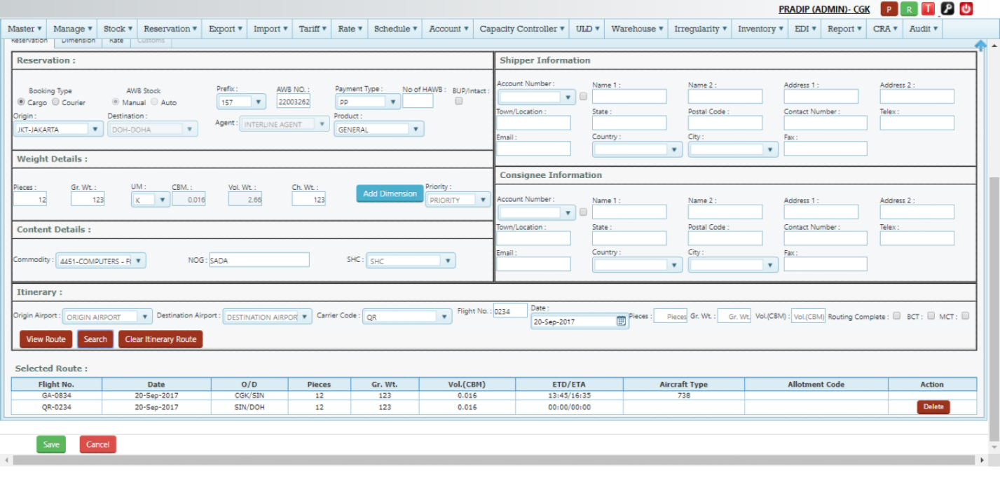 PRADIP (ADMIN)- CGK P R T
Master Manage Stock Reservation Export Import Tariff Rate Schedule Account Capacity Controller ULD Warehouse Irregularity Inventory EDI Report CRA Audit
Reservation Dimension Rate Customs
Reservation :
Booking Type AWB Stock Prefix : AWB NO. : Payment Type : No of HAWB : BUP/Intact :
Cargo Courier Manual Auto 157 22003262 PP
Origin : Destination : Agent : INTERLINE AGENT Product :
JKT-JAKARTA DOH-DOHA GENERAL
Weight Details :
Pieces : Gr. Wt. : UM : CBM. : Vol. Wt. : Ch. Wt. : Add Dimension Priority :
12 123 K 0.016 2.66 123 PRIORITY
Content Details :
Commodity : 4451-COMPUTERS - F NOG : SADA SHC : SHC
Shipper Information
Account Number : Name 1 : Name 2 : Address 1 : Address 2 :
Town/Location : State : Postal Code : Contact Number : Telex :
Email : Country : City : Fax :
Consignee Information
Account Number : Name 1 : Name 2 : Address 1 : Address 2 :
Town/Location : State : Postal Code : Contact Number : Telex :
Email : Country : City : Fax :
Itinerary :
Origin Airport : ORIGIN AIRPORT Destination Airport : DESTINATION AIRPOR Carrier Code : QR Flight No. : 0234 Date : 20-Sep-2017 Pieces : Pieces Gr. Wt. : Gr. Wt. Vol.(CBM) : Vol.(CBM) Routing Complete : BCT : MCT :
View Route Search Clear Itinerary Route
Selected Route :
Flight No. Date O/D Pieces Gr. Wt. Vol.(CBM) ETD/ETA Aircraft Type Allotment Code Action
GA-0834 20-Sep-2017 CGK/SIN 12 123 0.016 13:45/16:35 738
QR-0234 20-Sep-2017 SIN/DOH 12 123 0.016 00:00/00:00 Delete
Save Cancel